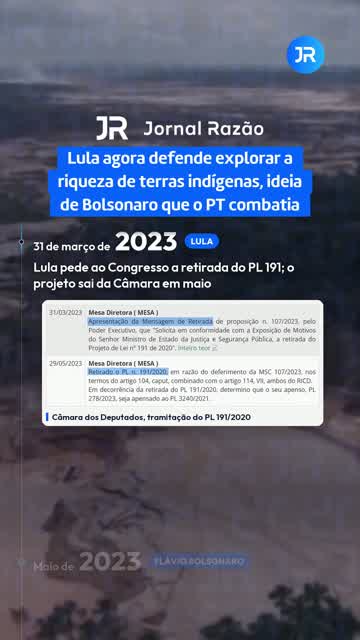 JR
JR Jornal Razão
Lula agora defende explorar a
riqueza de terras indígenas, ideia
de Bolsonaro que o PT combatia
31 de março de 2023 LULA
Lula pede ao Congresso a retirada do PL 191; o
projeto sai da Câmara em maio
31/03/2023 Mesa Diretora ( MESA )
Apresentação da Mensagem de Retirada de proposição n. 107/2023, pelo
Poder Executivo, que "Solicita em conformidade com a Exposição de Motivos
do Senhor Ministro de Estado da Justiça e Segurança Pública, a retirada do
Projeto de Lei nº 191 de 2020". Inteiro teor
29/05/2023 Mesa Diretora ( MESA )
Retirado o PL n. 191/2020, em razão do deferimento da MSC 107/2023, nos
termos do artigo 104, caput, combinado com o artigo 114, VII, ambos do RICD.
Em decorrência da retirada do PL 191/2020, determino que o seu apenso, PL
278/2023, seja apensado ao PL 3240/2021.
Câmara dos Deputados, tramitação do PL 191/2020
Maio de 2023 FLÁVIO BOLSONARO